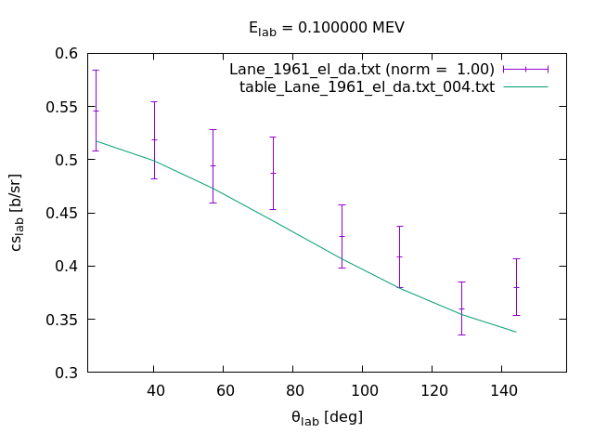 E_lab = 0.100000 MEV
Lane_1961_el_da.txt (norm =  1.00)
table_Lane_1961_el_da.txt_004.txt
0.6
0.55
0.5
0.45
0.4
0.35
0.3
cs_lab [b/sr]
40 60 80 100 120 140
θ_lab [deg]